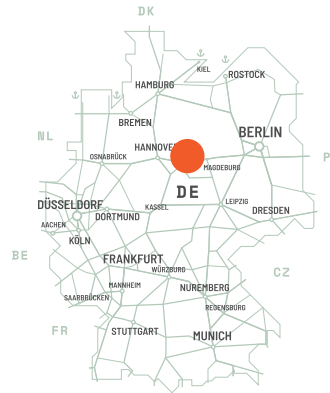 DK
KIEL
ROSTOCK
HAMBURG
BREMEN
BERLIN
NL
HANNOVER
OSNABRÜCK
P
MAGDEBURG
DE
DÜSSELDORF
KASSEL
LEIPZIG
DORTMUND
DRESDEN
AACHEN
KÖLN
BE
FRANKFURT
WÜRZBURG
CZ
MANNHEIM
NUREMBERG
SAARBRÜCKEN
REGENSBURG
FR
STUTTGART
MUNICH